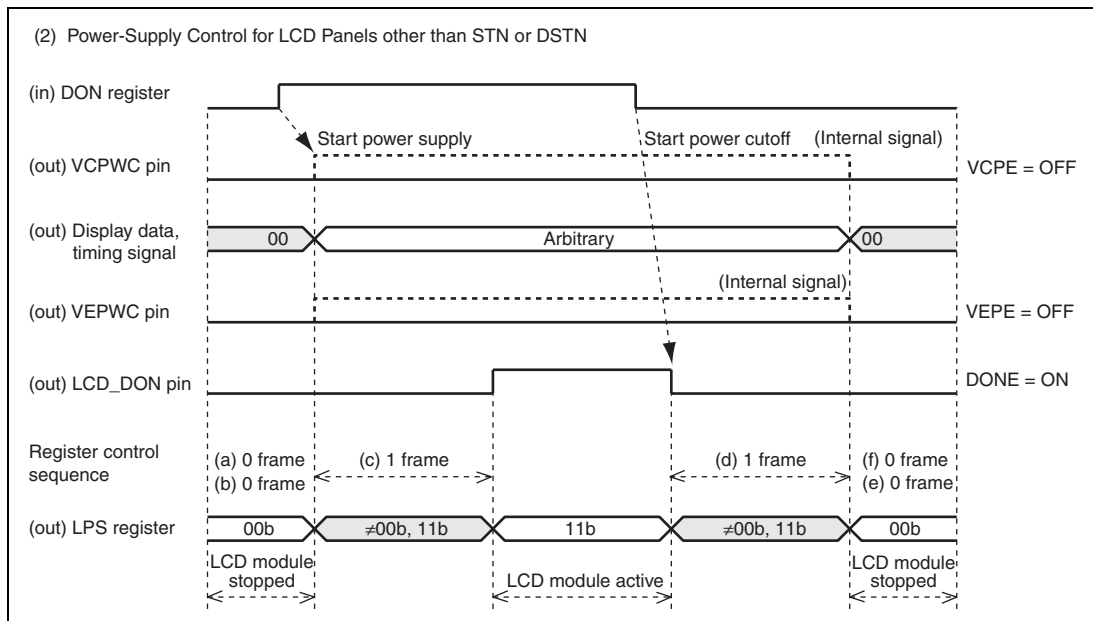 (2) Power-Supply Control for LCD Panels other than STN or DSTN
(in) DON register
Start power supply
Start power cutoff
(Internal signal)
(out) VCPWC pin
VCPE = OFF
(out) Display data,
timing signal
00
Arbitrary
00
(Internal signal)
(out) VEPWC pin
VEPE = OFF
(out) LCD_DON pin
DONE = ON
Register control
sequence
(a) 0 frame
(b) 0 frame
(c) 1 frame
(d) 1 frame
(f) 0 frame
(e) 0 frame
(out) LPS register
00b
≠00b, 11b
11b
≠00b, 11b
00b
LCD module
stopped
LCD module active
LCD module
stopped